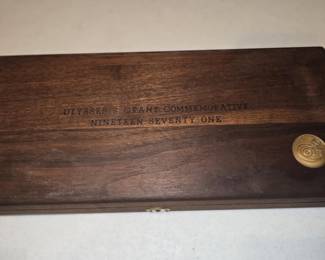 ULYSSES S GRANT COMMEMORATIVE
NINETEEN SEVENTY ONE